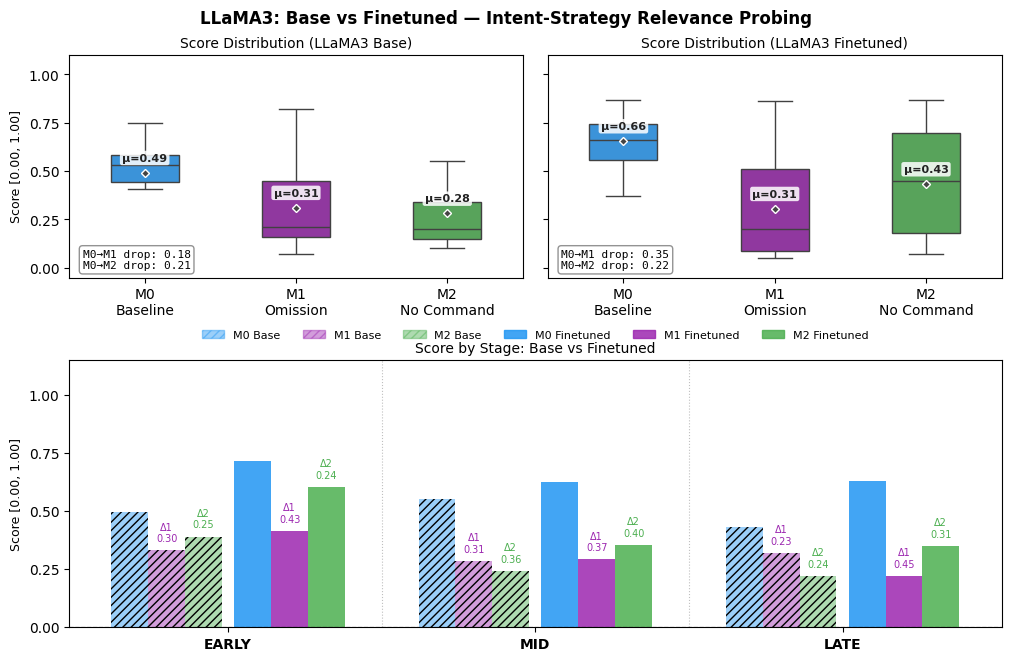 LLaMA3: Base vs Finetuned — Intent-Strategy Relevance Probing
Score Distribution (LLaMA3 Base)
Score [0.00, 1.00]
1.00
0.75
0.50
0.25
0.00
μ=0.49
μ=0.31
μ=0.28
M0→M1 drop: 0.18
M0→M2 drop: 0.21
M0
Baseline
M1
Omission
M2
No Command
Score Distribution (LLaMA3 Finetuned)
μ=0.66
μ=0.31
μ=0.43
M0→M1 drop: 0.35
M0→M2 drop: 0.22
M0
Baseline
M1
Omission
M2
No Command
M0 Base
M1 Base
M2 Base
M0 Finetuned
M1 Finetuned
M2 Finetuned
Score by Stage: Base vs Finetuned
Score [0.00, 1.00]
1.00
0.75
0.50
0.25
0.00
Δ1
0.30
Δ2
0.25
Δ1
0.43
Δ2
0.24
Δ1
0.31
Δ2
0.36
Δ1
0.37
Δ2
0.40
Δ1
0.23
Δ2
0.24
Δ1
0.45
Δ2
0.31
EARLY
MID
LATE